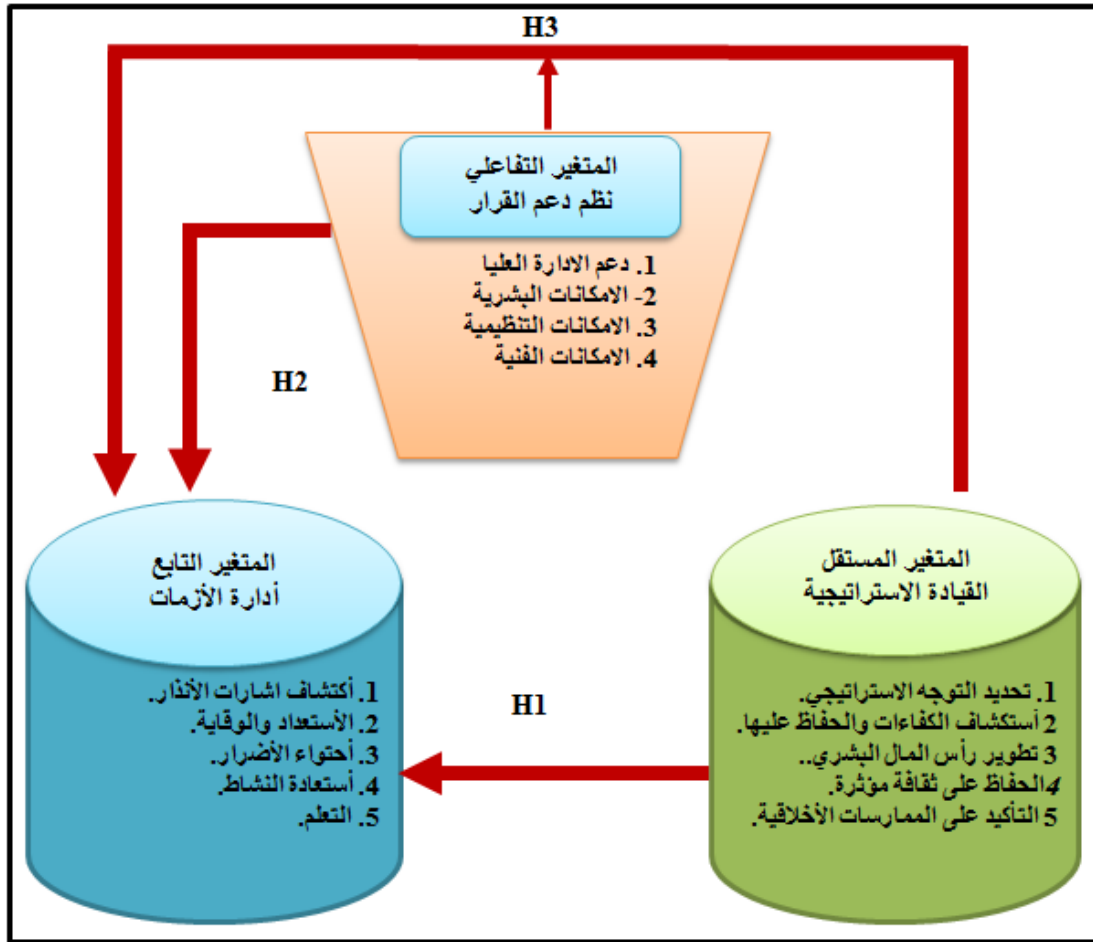 H3
المتغير التفاعلي
نظم دعم القرار
1. دعم الادارة العليا
2- الامكانات البشرية
3. الامكانات التنظيمية
4. الامكانات الفنية
H2
المتغير المستقل
القيادة الاستراتيجية
1. تحديد التوجه الاستراتيجي.
2 أستكشاف الكفاءات والحفاظ عليها.
3 تطوير رأس المال البشري..
4الحفاظ على ثقافة مؤثرة.
5 التأكيد على الممارسات الأخلاقية.
H1
المتغير التابع
أدارة الأزمات
1. أكتشاف اشارات الأنذار.
2. الأستعداد والوقاية.
3. أحتواء الأضرار.
4. أستعادة النشاط.
5. التعلم.